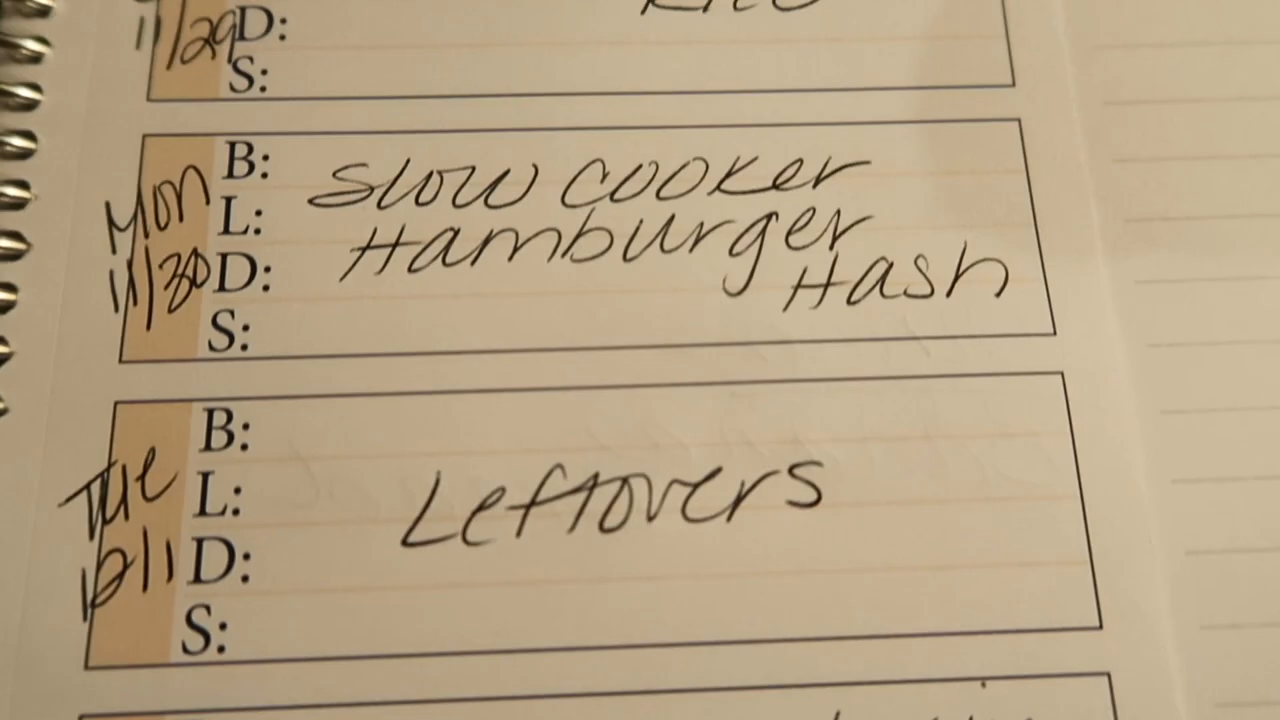 11/29 D:
S:
Mon
11/30
B:
L:
D:
S:
Slow cooker
Hamburger
Hash
Tue
12/1
B:
L:
D:
S:
Leftovers